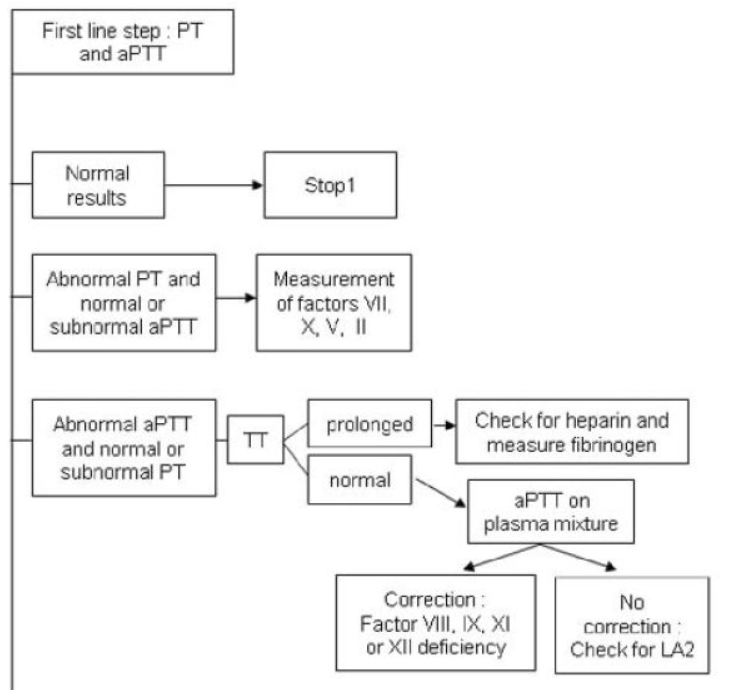 First line step : PT
and aPTT
Normal
results
Stop1
Abnormal PT and
normal or
subnormal aPTT
Measurement
of factors VII,
X, V, II
Abnormal aPTT
and normal or
subnormal PT
TT
prolonged
Check for heparin and
measure fibrinogen
normal
aPTT on
plasma mixture
Correction :
Factor VIII, IX, XI
or XII deficiency
No
correction :
Check for LA2